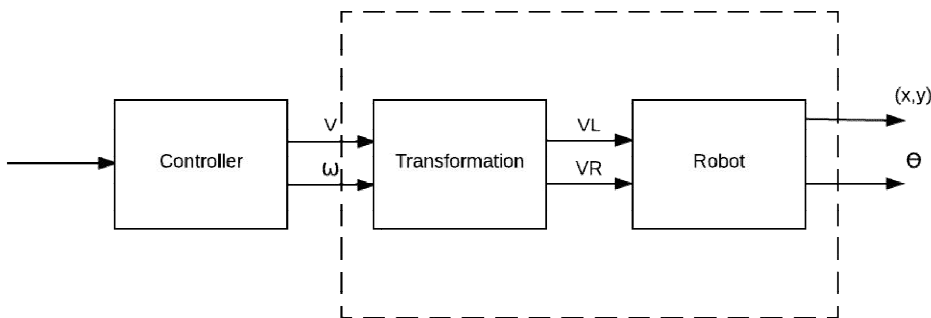 (x,y)
V
VL
Controller
Transformation
Robot
ω
VR
Θ